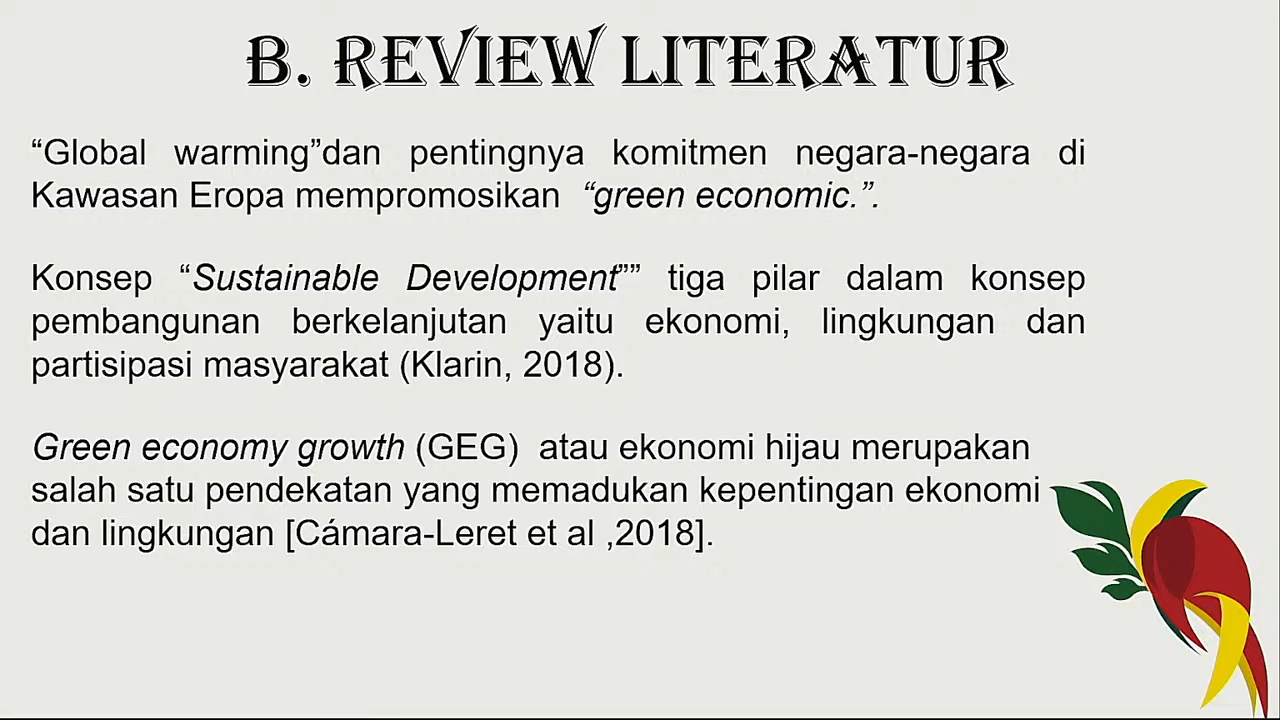 B. REVIEW LITERATUR
“Global warming”dan pentingnya komitmen negara-negara di
Kawasan Eropa mempromosikan “green economic.”.
Konsep “Sustainable Development”” tiga pilar dalam konsep
pembangunan berkelanjutan yaitu ekonomi, lingkungan dan
partisipasi masyarakat (Klarin, 2018).
Green economy growth (GEG) atau ekonomi hijau merupakan
salah satu pendekatan yang memadukan kepentingan ekonomi
dan lingkungan [Cámara-Leret et al ,2018].